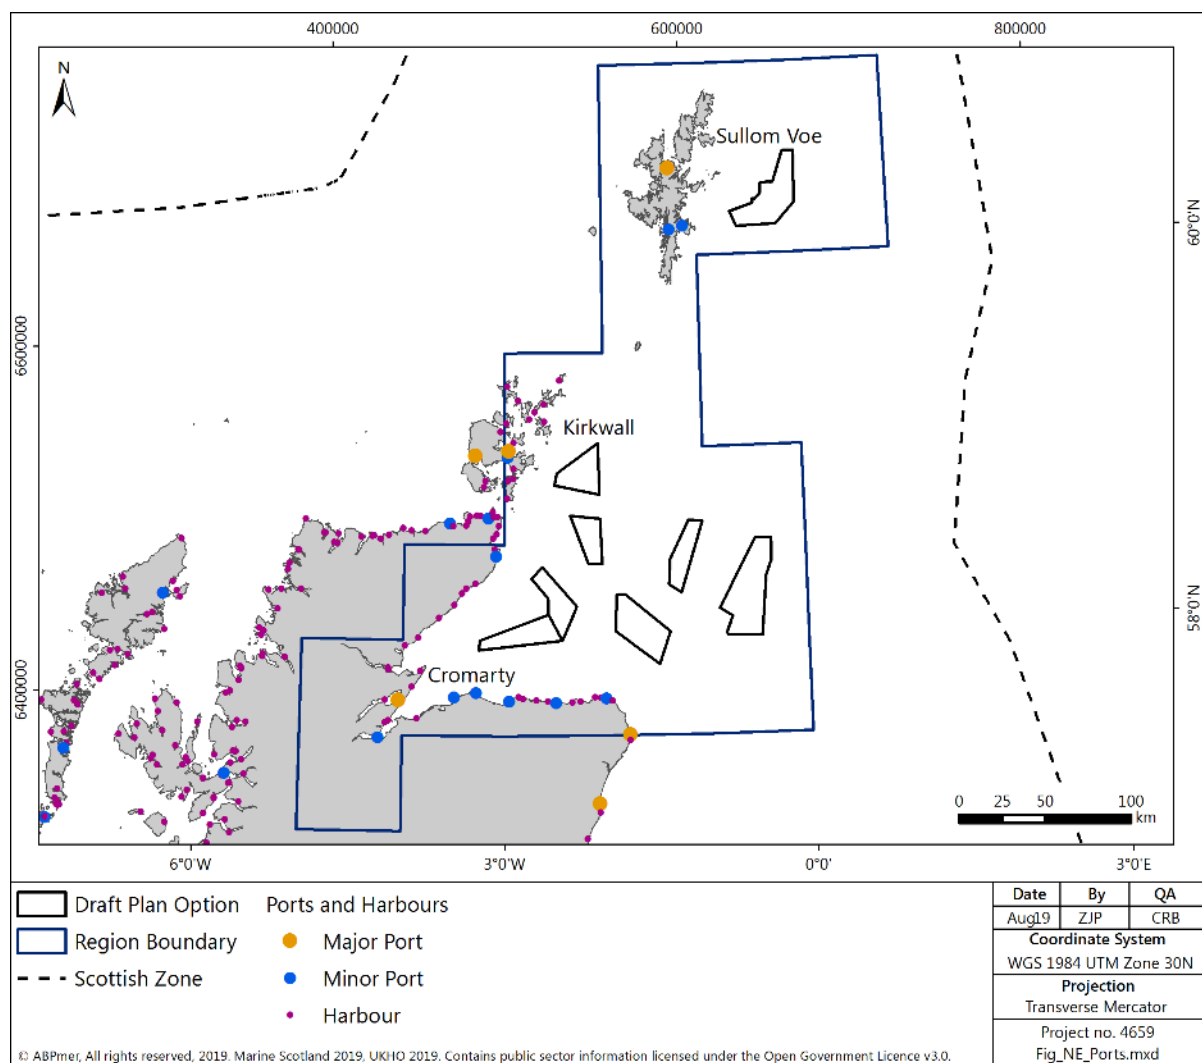 400000 600000 800000
N
Sullom Voe
60°0'N
6600000
Kirkwall
58°0'N
6400000
Cromarty
0 25 50 100
km
6°0'W 3°0'W 0°0' 3°0'E
Draft Plan Option
Region Boundary
Scottish Zone
Ports and Harbours
Major Port
Minor Port
Harbour
Date By QA
Aug19 ZJP CRB
Coordinate System
WGS 1984 UTM Zone 30N
Projection
Transverse Mercator
Project no. 4659
Fig_NE_Ports.mxd
© ABPmer, All rights reserved, 2019. Marine Scotland 2019, UKHO 2019. Contains public sector information licensed under the Open Government Licence v3.0.